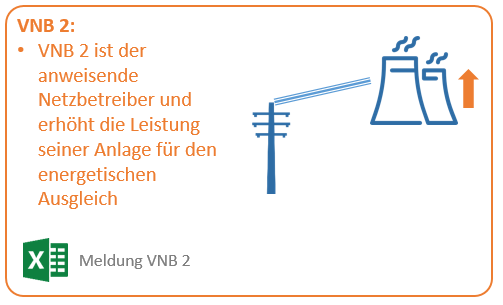 VNB 2:
• VNB 2 ist der
anweisende
Netzbetreiber und
erhöht die Leistung
seiner Anlage für den
energetischen
Ausgleich
X
Meldung VNB 2